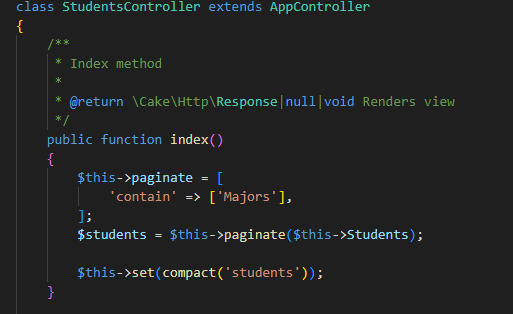 class StudentsController extends AppController
{
    /**
     * Index method
     *
     * @return \Cake\Http\Response|null|void Renders view
     */
    public function index()
    {
        $this->paginate = [
            'contain' => ['Majors'],
        ];
        $students = $this->paginate($this->Students);

        $this->set(compact('students'));
    }